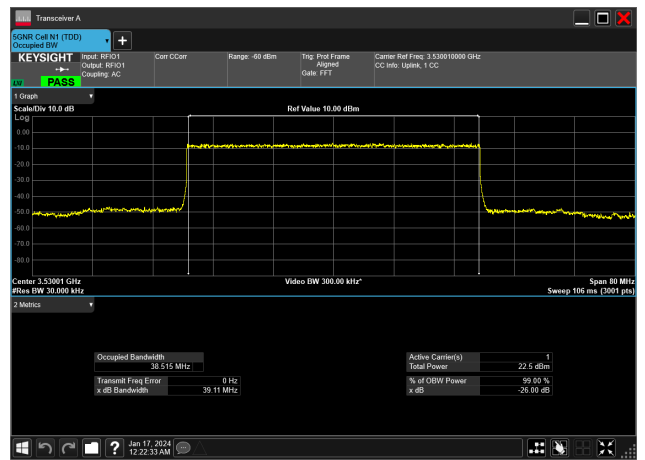 Transceiver A
5GNR Cell N1 (TDD)
Occupied BW
KEYSIGHT
Input: RFIO1
Output: RFIO1
Coupling: AC
Corr CCorr
Range: -60 dBm
Trig: Prot Frame
Aligned
Gate: FFT
Carrier Ref Freq: 3.530010000 GHz
CC Info: Uplink, 1 CC
PASS
1 Graph
Scale/Div 10.0 dB
Ref Value 10.00 dBm
Log
0.00
-10.0
-20.0
-30.0
-40.0
-50.0
-60.0
-70.0
-80.0
Center 3.53001 GHz
Video BW 300.00 kHz*
Span 80 MHz
#Res BW 30.000 kHz
Sweep 106 ms (3001 pts)
2 Metrics
Occupied Bandwidth
38.515 MHz
Active Carrier(s) 1
Total Power 22.5 dBm
Transmit Freq Error 0 Hz
x dB Bandwidth 39.11 MHz
% of OBW Power 99.00 %
x dB -26.00 dB
Jan 17, 2024
12:22:33 AM